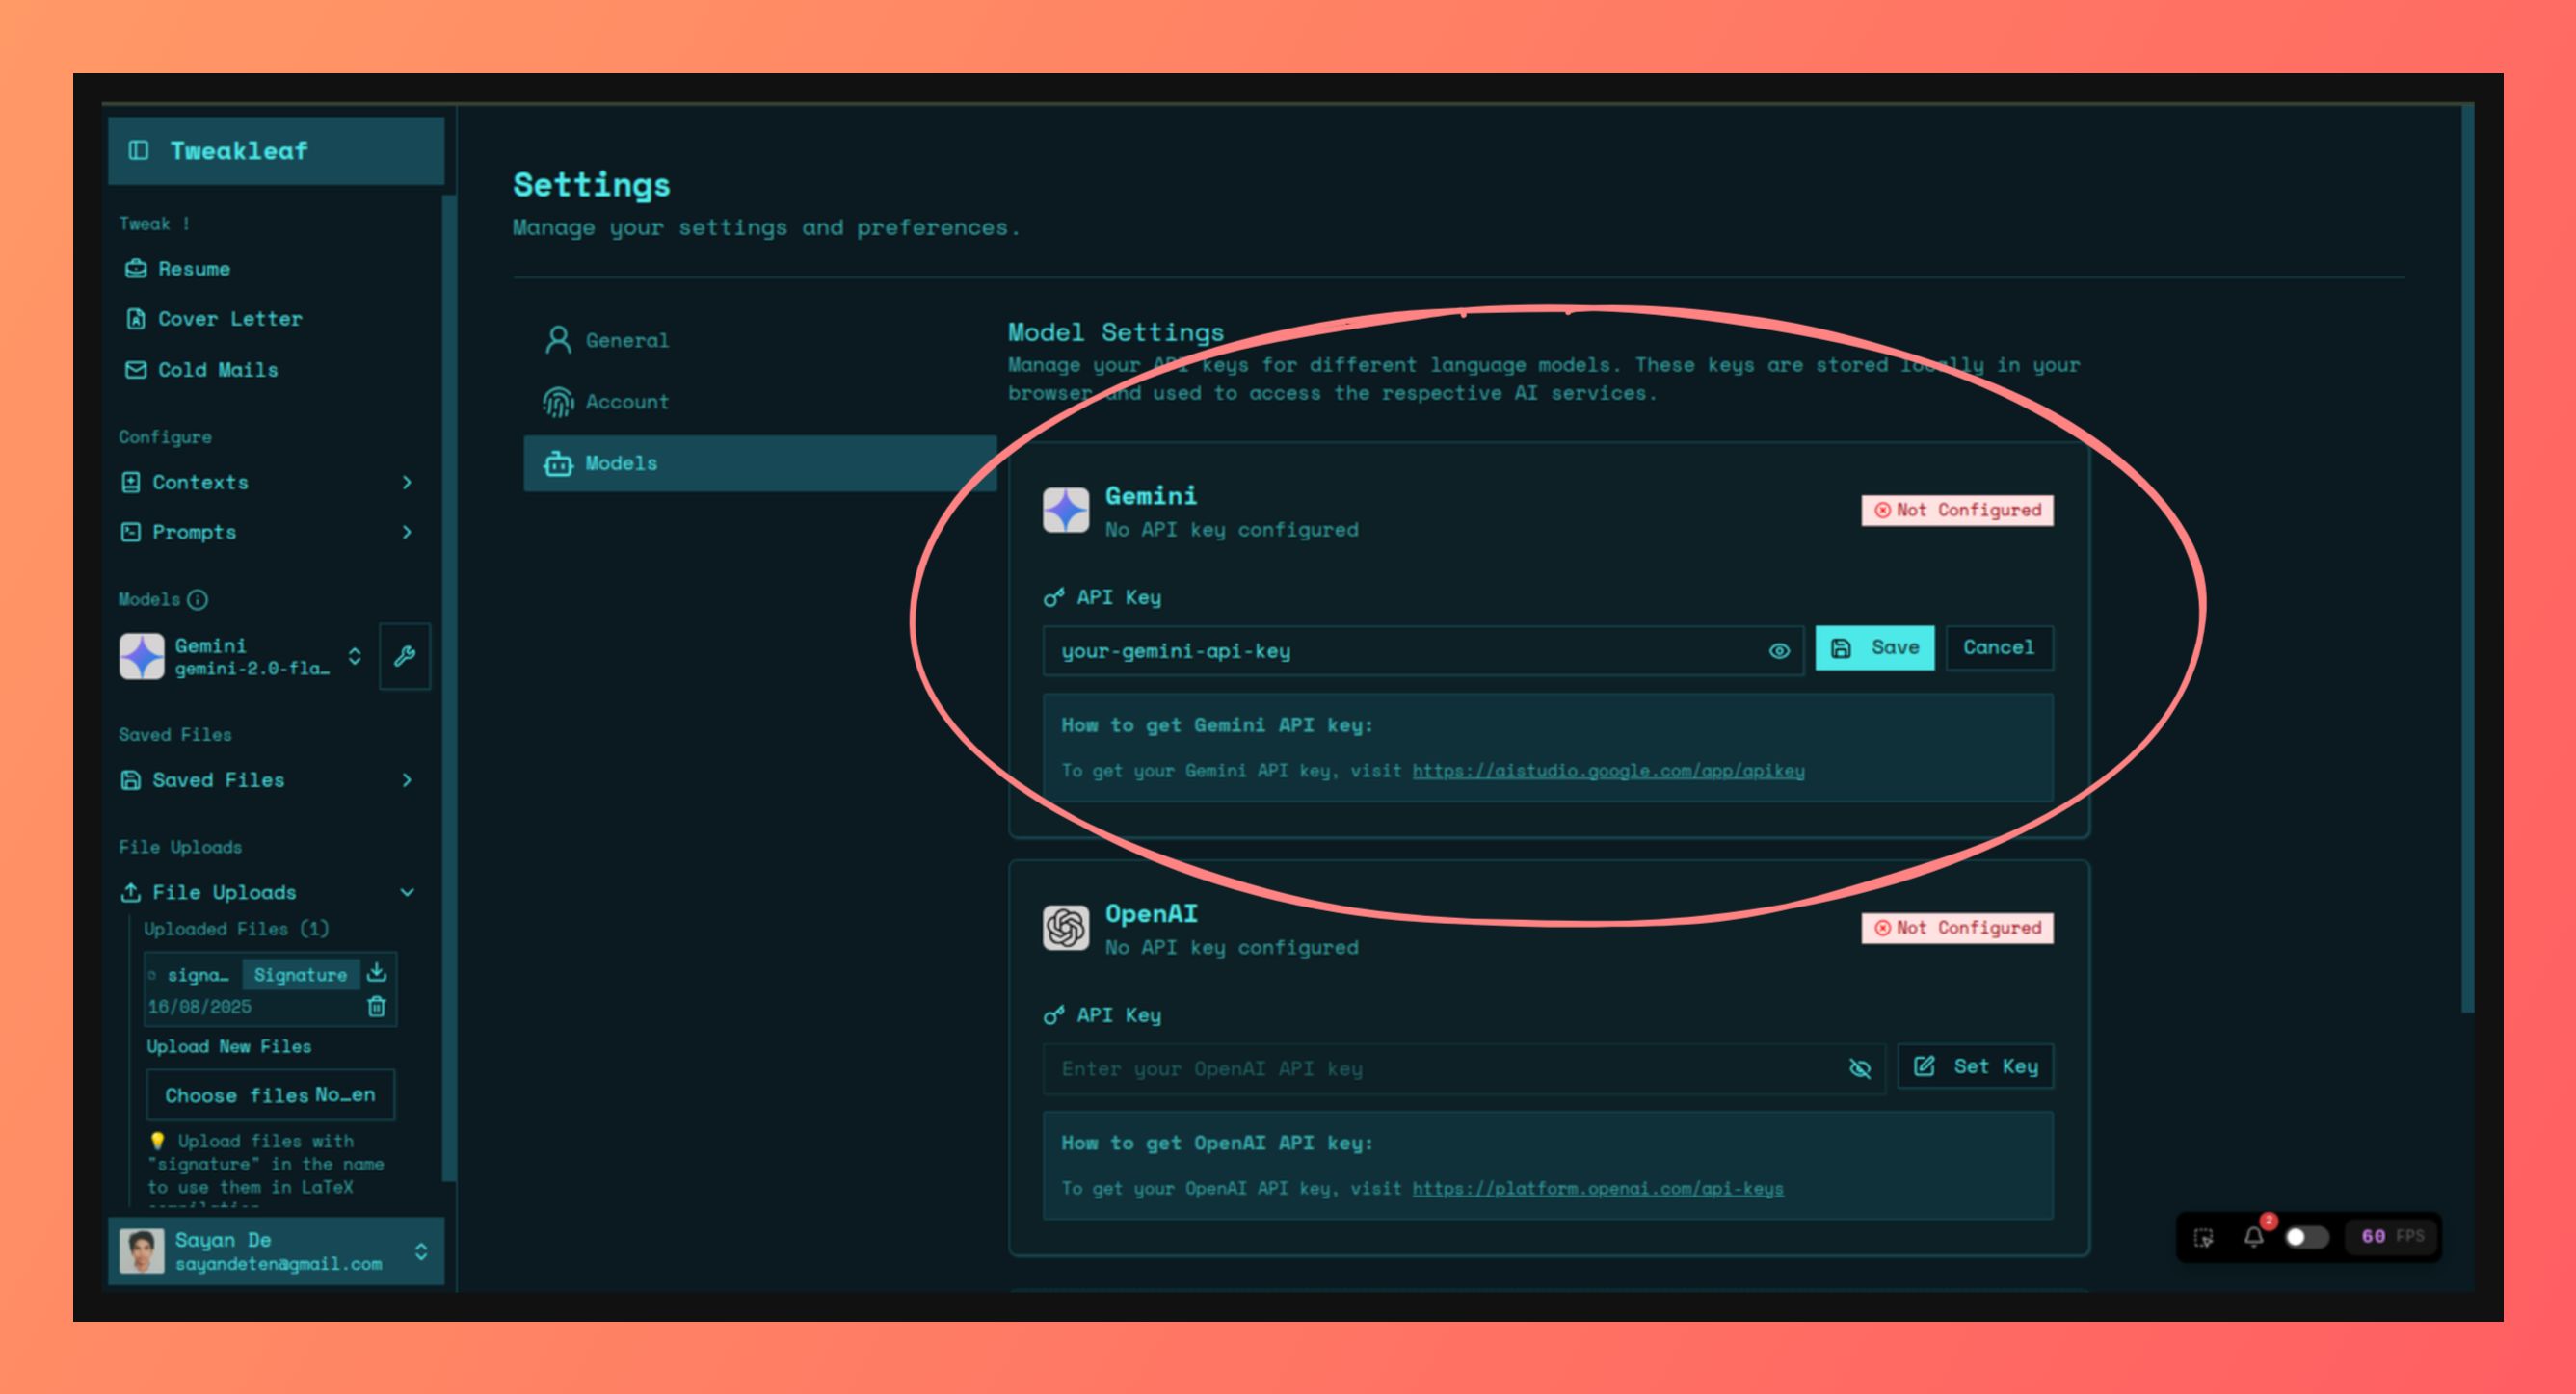 Tweakleaf
Tweak !
Resume
Cover Letter
Cold Mails
Configure
Contexts
Prompts
Models
Gemini
gemini-2.0-fla…
Saved Files
Saved Files
File Uploads
File Uploads
Uploaded Files (1)
signa… Signature
16/08/2025
Upload New Files
Choose files No…en
💡 Upload files with
"signature" in the name
to use them in LaTeX
Sayan De
sayandeten@gmail.com
Settings
Manage your settings and preferences.
General
Account
Models
Model Settings
Manage your API keys for different language models. These keys are stored locally in your
browser and used to access the respective AI services.
Gemini
No API key configured
Not Configured
API Key
your-gemini-api-key
Save
Cancel
How to get Gemini API key:
To get your Gemini API key, visit https://aistudio.google.com/app/apikey
OpenAI
No API key configured
Not Configured
API Key
Enter your OpenAI API key
Set Key
How to get OpenAI API key:
To get your OpenAI API key, visit https://platform.openai.com/api-keys
2
60 FPS